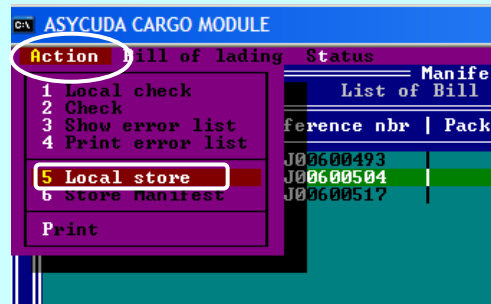 ASYCUDA CARGO MODULE
Action Bill of lading Status
Manife
List of Bill
1 Local check
2 Check
3 Show error list
4 Print error list
5 Local store
6 Store Manifest
Print
ference nbr | Pack
J00600493
J00600504
J00600517